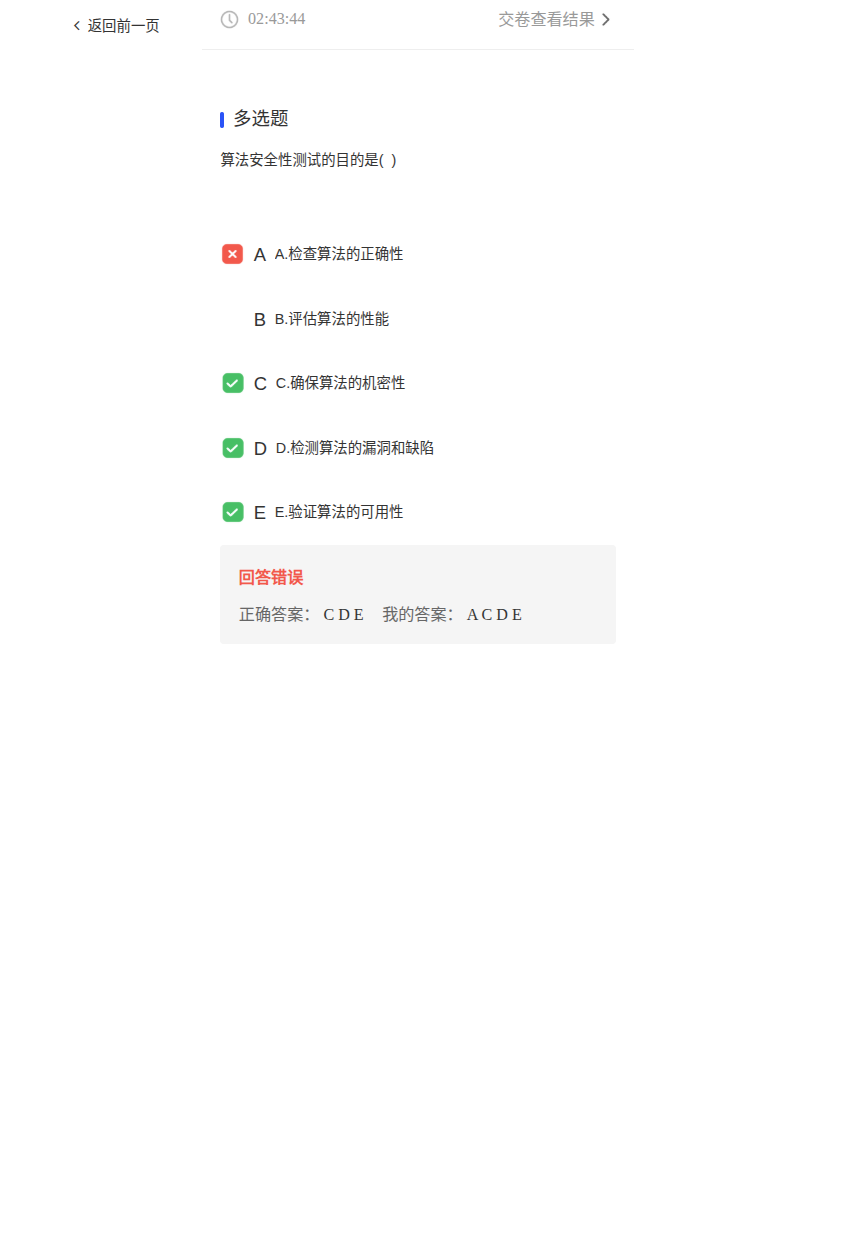 返回前一页
02:43:44 交卷查看结果
多选题
算法安全性测试的目的是( )
A A.检查算法的正确性
B B.评估算法的性能
C C.确保算法的机密性
D D.检测算法的漏洞和缺陷
E E.验证算法的可用性
回答错误
正确答案： C D E 我的答案： A C D E